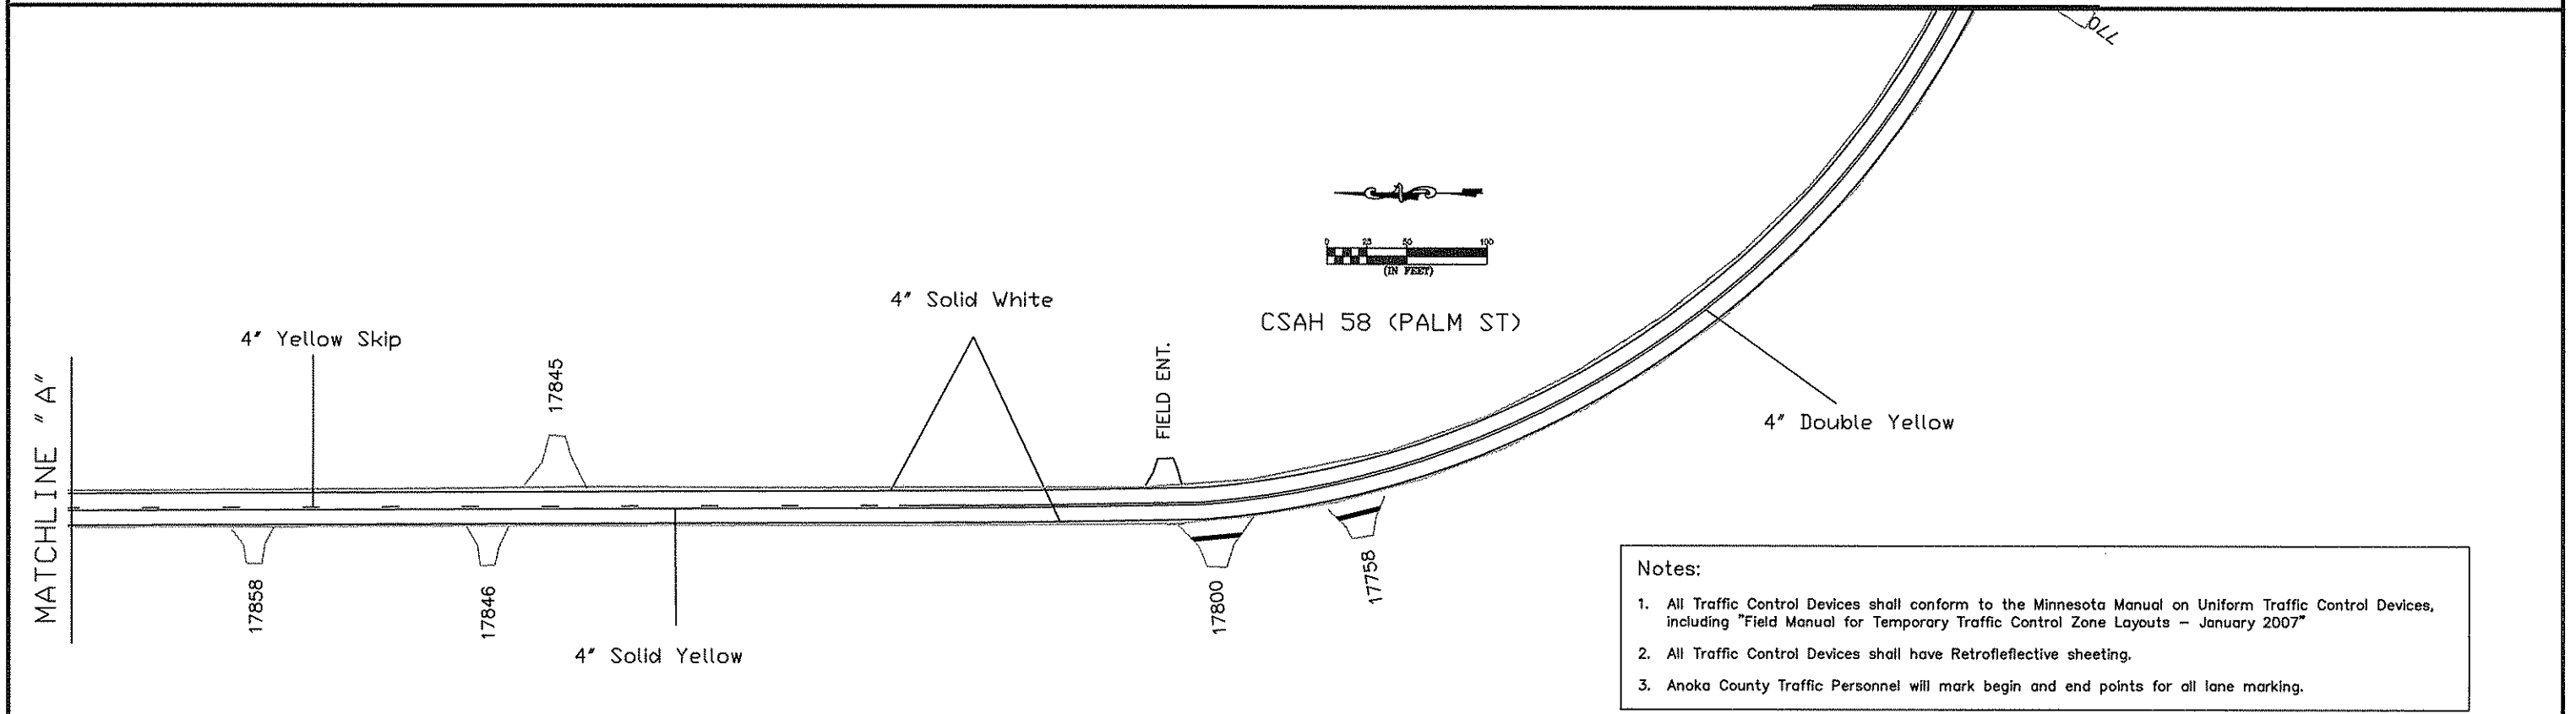 770
0 25 50 100
(IN FEET)
CSAH 58 (PALM ST)
4" Solid White
4" Yellow Skip
17845
FIELD ENT.
MATCHLINE "A"
4" Double Yellow
17858
17846
17800
17758
4" Solid Yellow
Notes:
1. All Traffic Control Devices shall conform to the Minnesota Manual on Uniform Traffic Control Devices,
including "Field Manual for Temporary Traffic Control Zone Layouts – January 2007"
2. All Traffic Control Devices shall have Retrofleflective sheeting.
3. Anoka County Traffic Personnel will mark begin and end points for all lane marking.